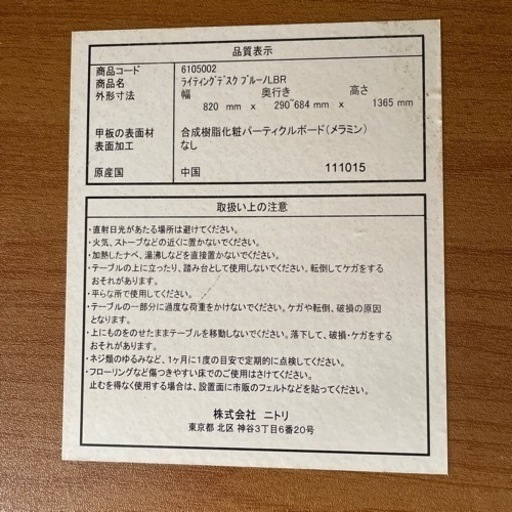 品質表示
商品コード 6105002
商品名 ﾗｲﾃｨﾝｸﾞﾃﾞｽｸ ﾌﾞﾙｰ/LBR
外形寸法 幅 奥行き 高さ
820 mm x 290~684 mm x 1365 mm
甲板の表面材 合成樹脂化粧パーティクルボード(メラミン)
表面加工 なし
原産国 中国 111015
取扱い上の注意
・直射日光があたる場所は避けてください。
・火気、ストーブなどの近くに置かないでください。
・加熱したナベ、湯沸しなどを直接置かないでください。
・テーブルの上に立ったり、踏み台として使用しないでください。転倒してケガをする
おそれがあります。
・平らな所で使用してください。
・テーブルの一部分に過度な荷重をかけないでください。ケガや転倒、破損の原因
となります。
・上にものをのせたままテーブルを移動しないでください。落下して、破損・ケガをする
おそれがあります。
・ネジ類のゆるみなど、1ヶ月に1度の目安で定期的に点検してください。
・フローリングなど傷つきやすい床でのご使用はさけてください。
止むを得なく使用する場合は、設置面に市販のフェルトなどを貼ってください。
株式会社 ニトリ
東京都 北区 神谷3丁目6番20号